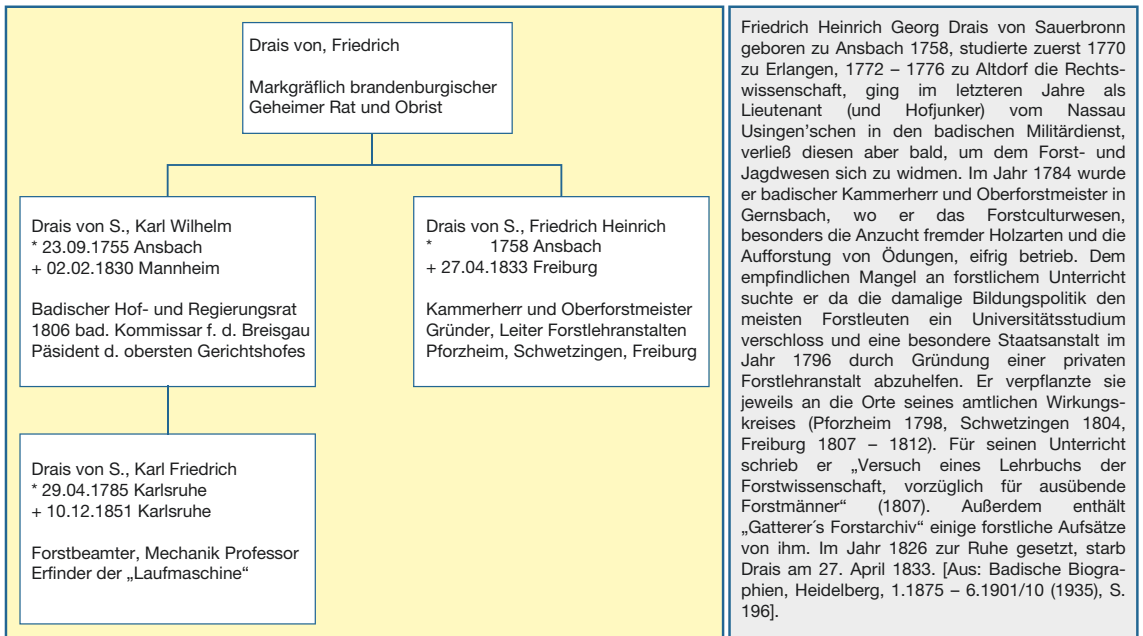 Drais von, Friedrich
Markgräflich brandenburgischer
Geheimer Rat und Obrist
Drais von S., Karl Wilhelm
* 23.09.1755 Ansbach
+ 02.02.1830 Mannheim
Badischer Hof- und Regierungsrat
1806 bad. Kommissar f. d. Breisgau
Päsident d. obersten Gerichtshofes
Drais von S., Friedrich Heinrich
* 1758 Ansbach
+ 27.04.1833 Freiburg
Kammerherr und Oberforstmeister
Gründer, Leiter Forstlehranstalten
Pforzheim, Schwetzingen, Freiburg
Drais von S., Karl Friedrich
* 29.04.1785 Karlsruhe
+ 10.12.1851 Karlsruhe
Forstbeamter, Mechanik Professor
Erfinder der „Laufmaschine“
Friedrich Heinrich Georg Drais von Sauerbronn
geboren zu Ansbach 1758, studierte zuerst 1770
zu Erlangen, 1772 – 1776 zu Altdorf die Rechts-
wissenschaft, ging im letzteren Jahre als
Lieutenant (und Hofjunker) vom Nassau
Usingen’schen in den badischen Militärdienst,
verließ diesen aber bald, um dem Forst- und
Jagdwesen sich zu widmen. Im Jahr 1784 wurde
er badischer Kammerherr und Oberforstmeister in
Gernsbach, wo er das Forstculturwesen,
besonders die Anzucht fremder Holzarten und die
Aufforstung von Ödungen, eifrig betrieb. Dem
empfindlichen Mangel an forstlichem Unterricht
suchte er da die damalige Bildungspolitik den
meisten Forstleuten ein Universitätsstudium
verschloss und eine besondere Staatsanstalt im
Jahr 1796 durch Gründung einer privaten
Forstlehranstalt abzuhelfen. Er verpflanzte sie
jeweils an die Orte seines amtlichen Wirkungs-
kreises (Pforzheim 1798, Schwetzingen 1804,
Freiburg 1807 – 1812). Für seinen Unterricht
schrieb er „Versuch eines Lehrbuchs der
Forstwissenschaft, vorzüglich für ausübende
Forstmänner“ (1807). Außerdem enthält
„Gatterer´s Forstarchiv“ einige forstliche Aufsätze
von ihm. Im Jahr 1826 zur Ruhe gesetzt, starb
Drais am 27. April 1833. [Aus: Badische Biogra-
phien, Heidelberg, 1.1875 – 6.1901/10 (1935), S.
196].